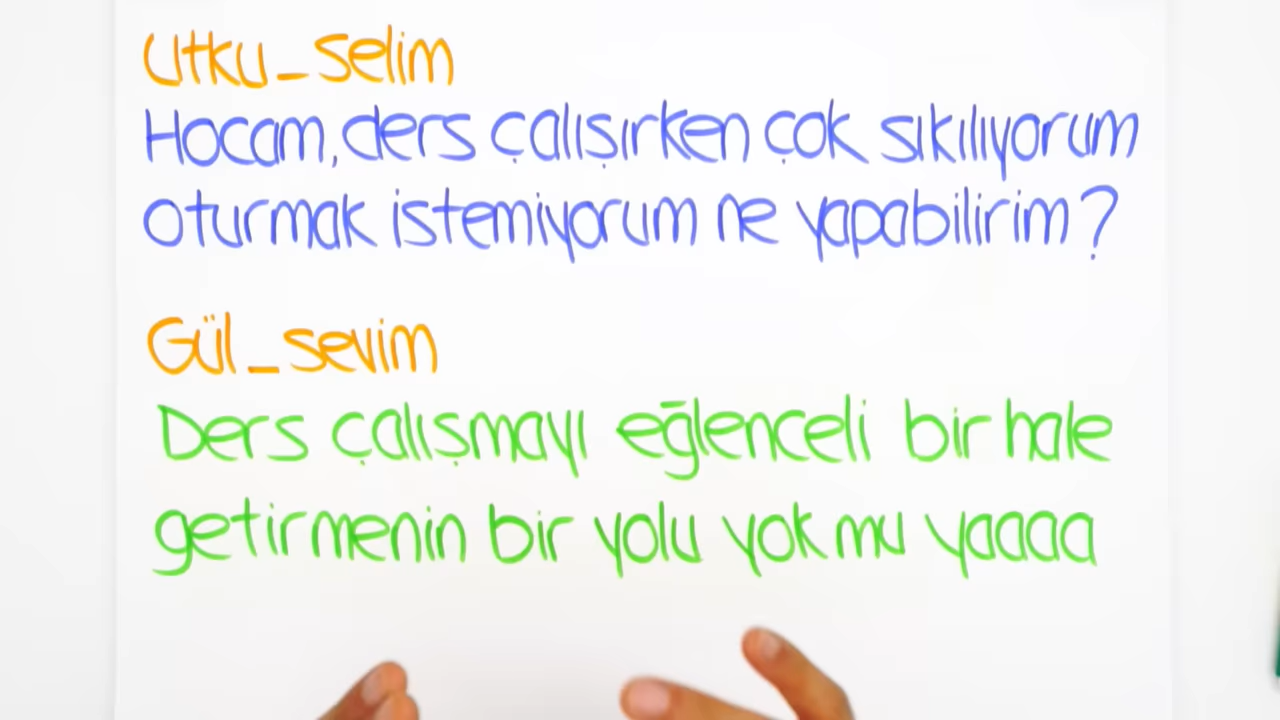 Utku_selim
Hocam, ders çalışırken çok sıkılıyorum
oturmak istemiyorum ne yapabilirim?
Gül_sevim
Ders çalışmayı eğlenceli bir hale
getirmenin bir yolu yok mu yaaaa